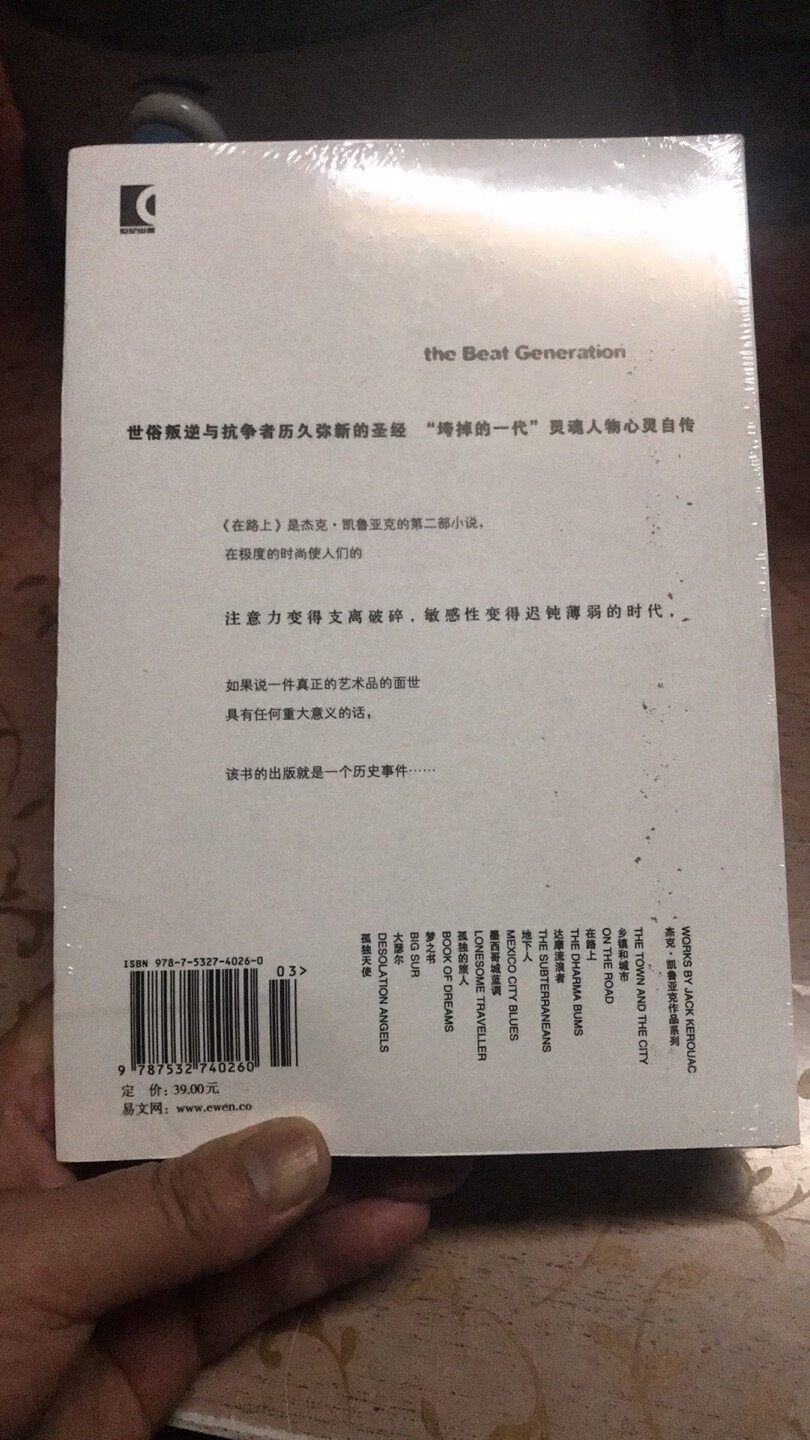 世纪出版
the Beat Generation
世俗叛逆与抗争者历久弥新的圣经 “垮掉的一代”灵魂人物心灵自传
《在路上》是杰克·凯鲁亚克的第二部小说，
在极度的时尚使人们的
注意力变得支离破碎，敏感性变得迟钝薄弱的时代，
如果说一件真正的艺术品的面世
具有任何重大意义的话，
该书的出版就是一个历史事件……
WORKS BY JACK KEROUAC
杰克·凯鲁亚克作品系列
THE TOWN AND THE CITY
乡镇和城市
ON THE ROAD
在路上
THE DHARMA BUMS
达摩流浪者
THE SUBTERRANEANS
地下人
MEXICO CITY BLUES
墨西哥城蓝调
LONESOME TRAVELLER
孤独的旅人
BOOK OF DREAMS
梦之书
BIG SUR
大瑟尔
DESOLATION ANGELS
孤独天使
ISBN 978-7-5327-4026-0
03>
9 787532 740260
定 价：39.00元
易文网：www.ewen.co